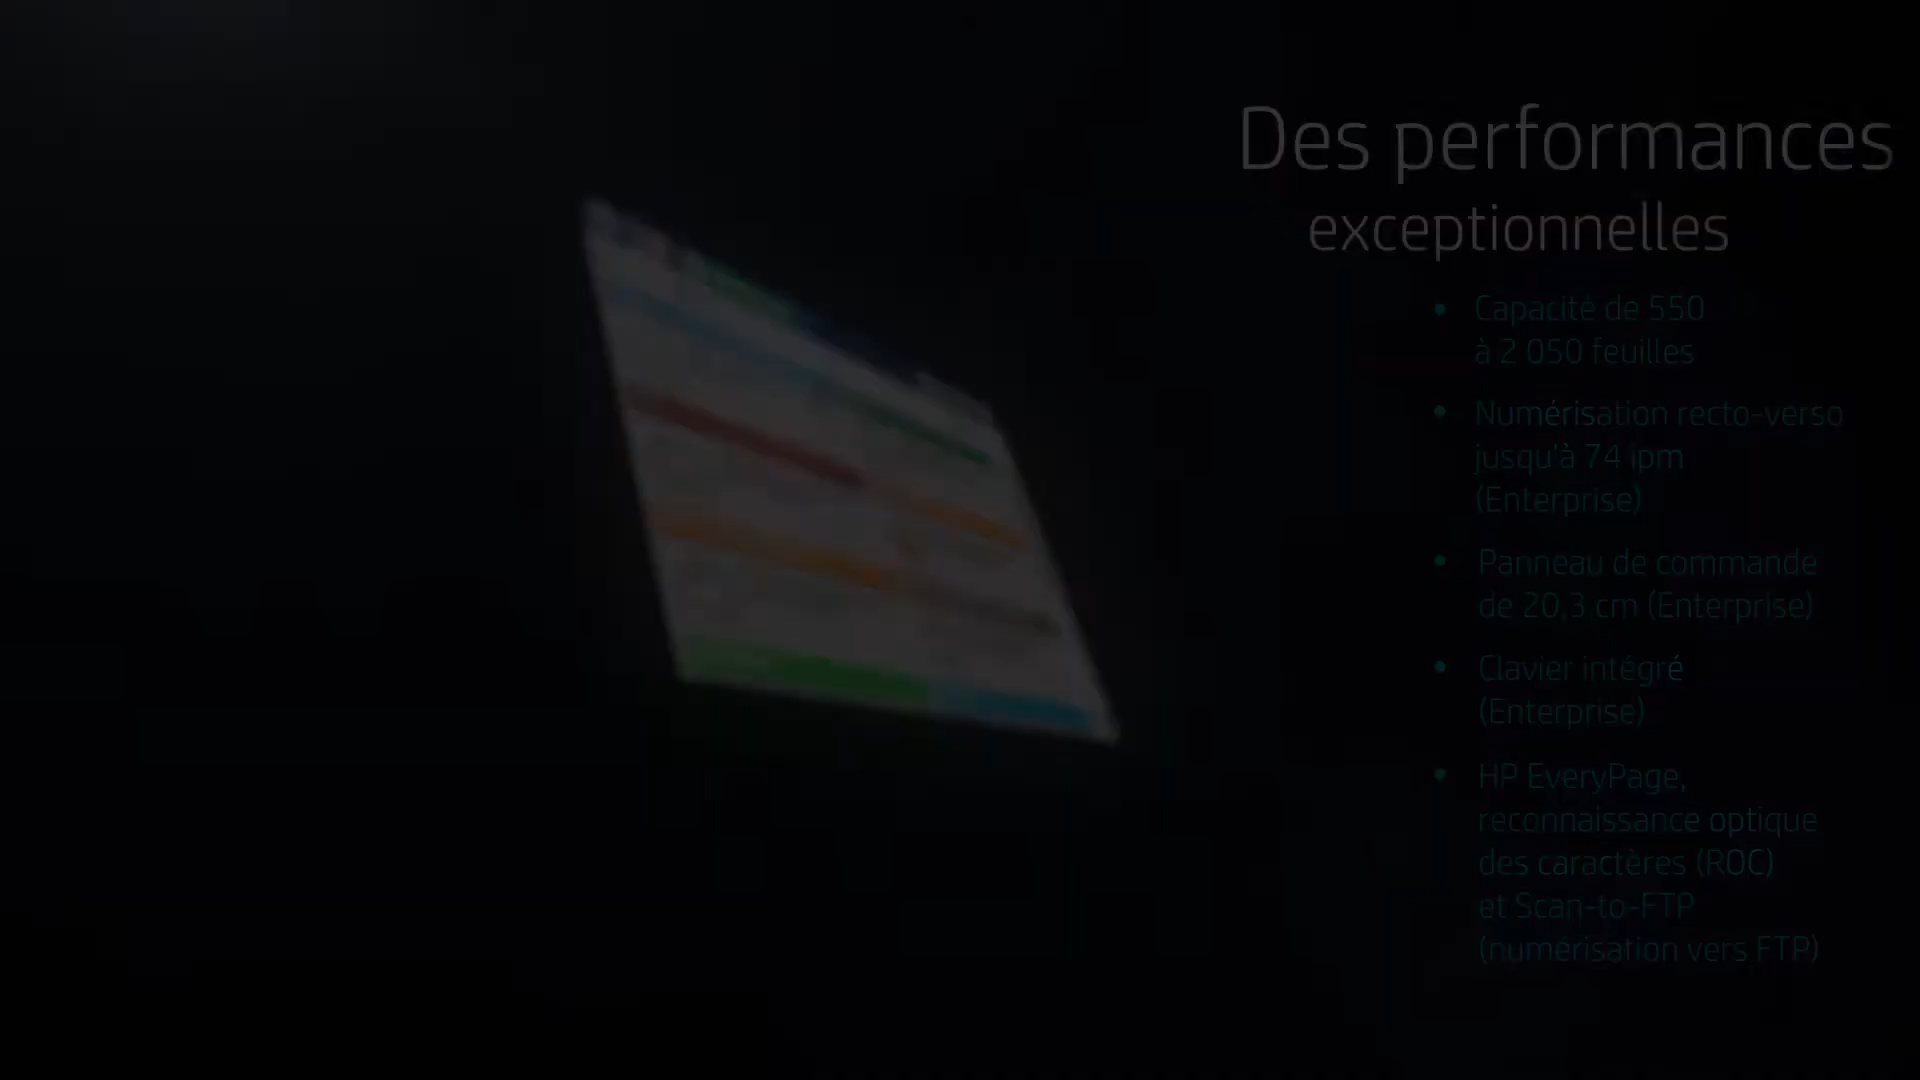 Des performances
exceptionnelles
• Capacité de 550
à 2 050 feuilles
• Numérisation recto-verso
jusqu'à 74 ipm
(Enterprise)
• Panneau de commande
de 20,3 cm (Enterprise)
• Clavier intégré
(Enterprise)
• HP EveryPage,
reconnaissance optique
des caractères (ROC)
et Scan-to-FTP
(numérisation vers FTP)